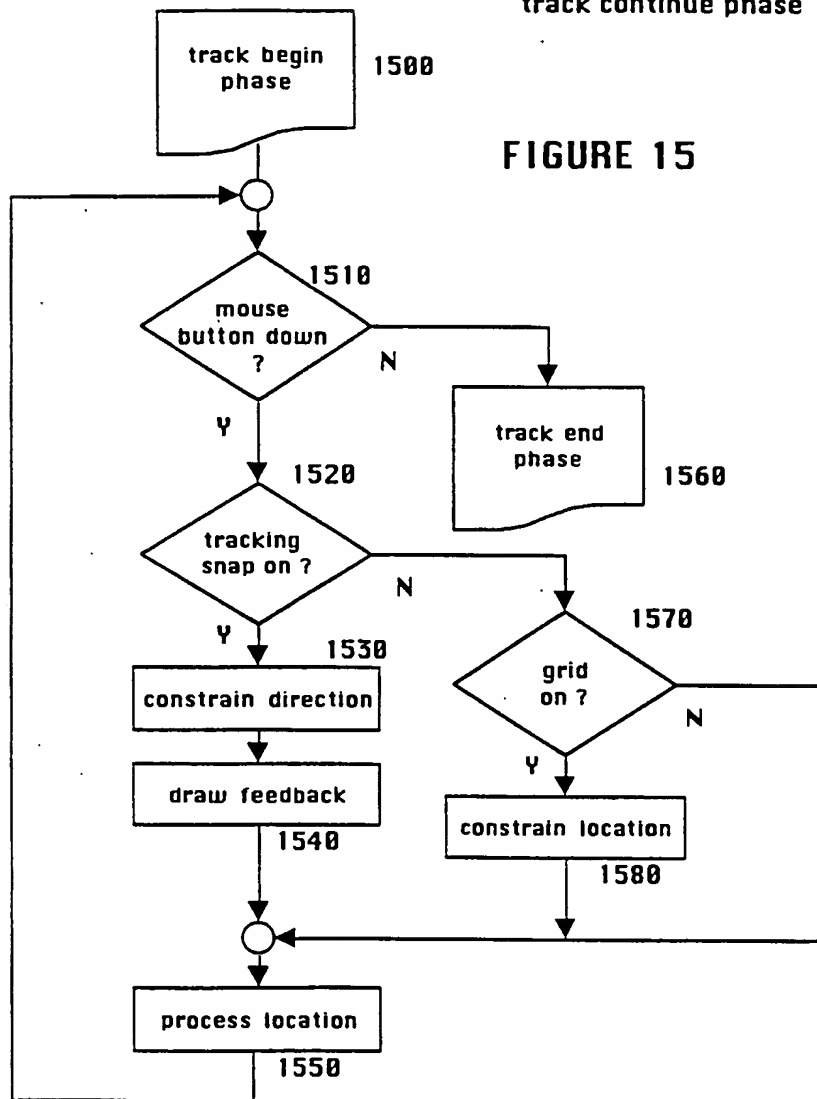 track continue phase
track begin
phase
1500
FIGURE 15
1510
mouse
button down
?
N
Y
track end
phase
1560
1520
tracking
snap on ?
N
Y
1570
grid
on ?
N
Y
1530
constrain direction
draw feedback
1540
constrain location
1580
process location
1550